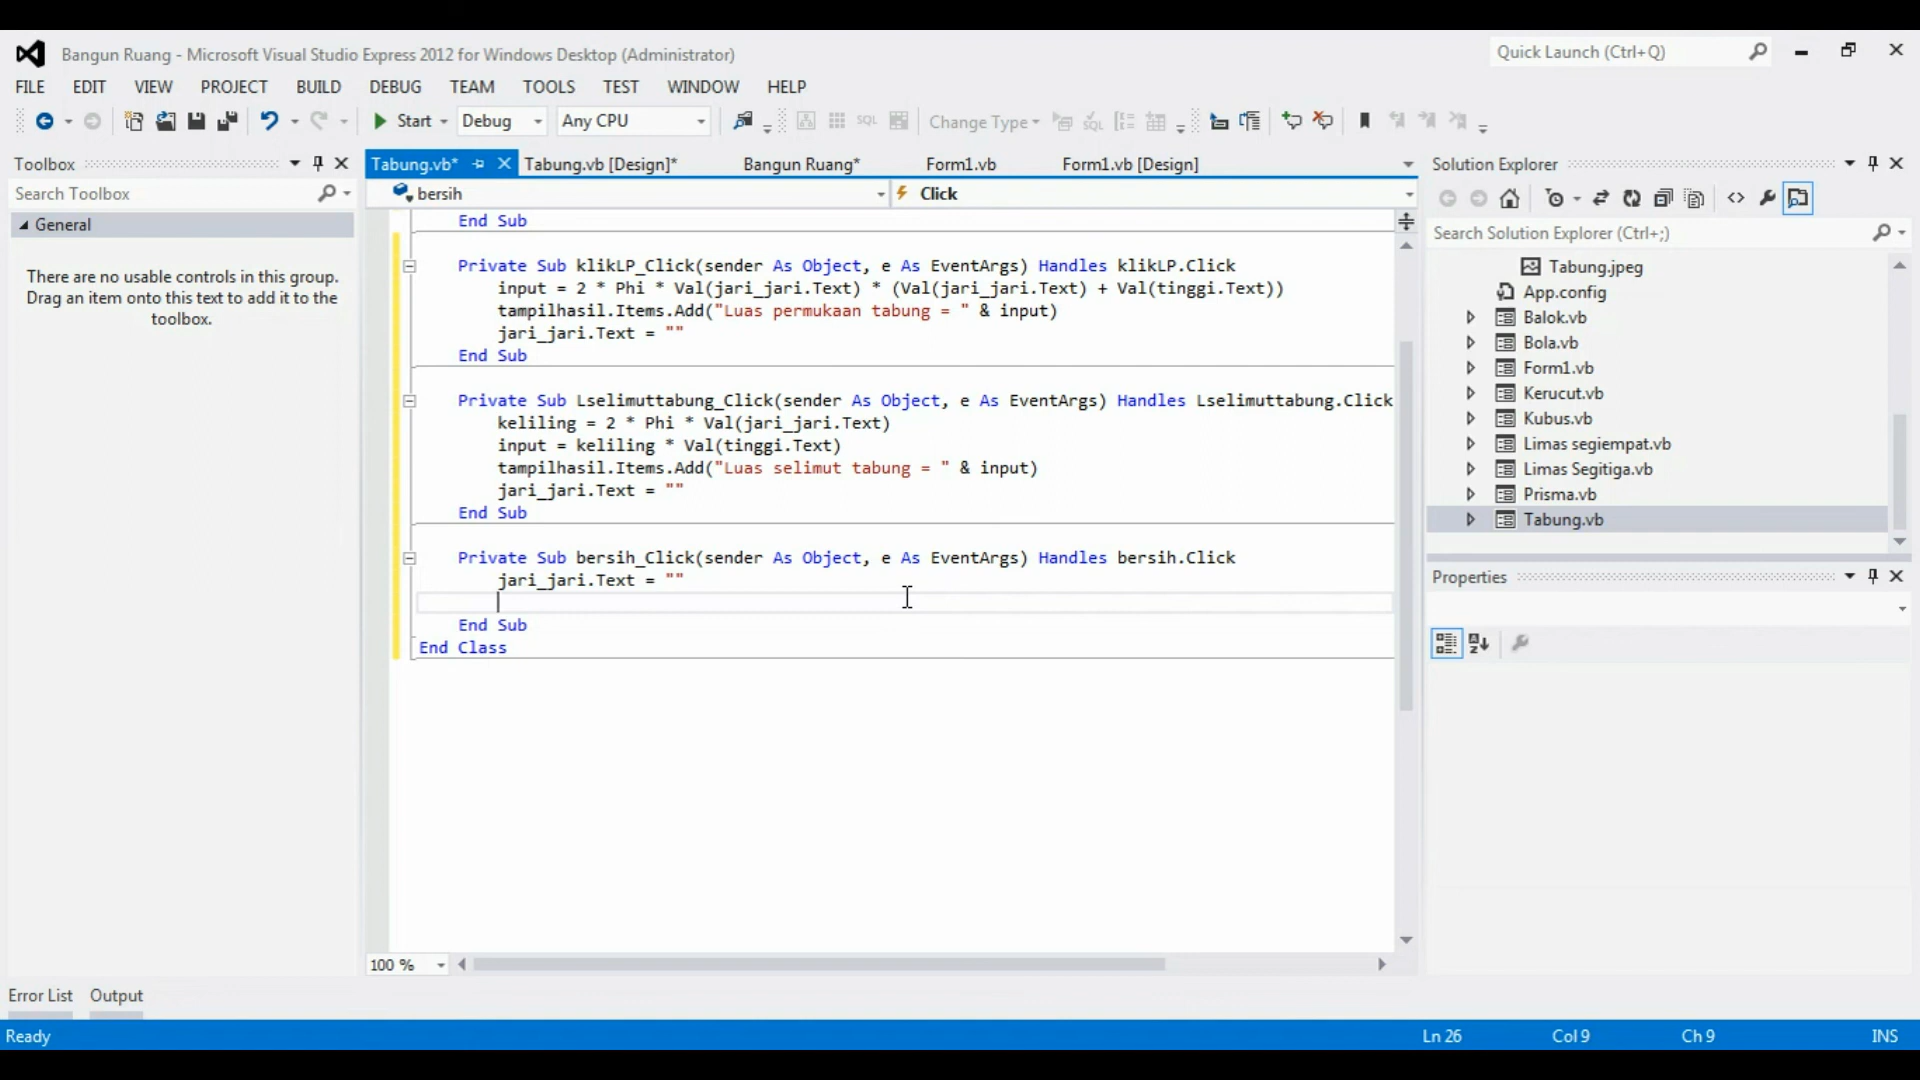 Bangun Ruang - Microsoft Visual Studio Express 2012 for Windows Desktop (Administrator)
Quick Launch (Ctrl+Q)
FILE EDIT VIEW PROJECT BUILD DEBUG TEAM TOOLS TEST WINDOW HELP
Start Debug Any CPU SQL Change Type SQL
Toolbox
Tabung.vb* Tabung.vb [Design]* Bangun Ruang* Form1.vb Form1.vb [Design]
Solution Explorer
Search Toolbox
bersih
Click
General
There are no usable controls in this group.
Drag an item onto this text to add it to the
toolbox.
End Sub
Private Sub klikLP_Click(sender As Object, e As EventArgs) Handles klikLP.Click
input = 2 * Phi * Val(jari_jari.Text) * (Val(jari_jari.Text) + Val(tinggi.Text))
tampilhasil.Items.Add("Luas permukaan tabung = " & input)
jari_jari.Text = ""
End Sub
Private Sub Lselimuttabung_Click(sender As Object, e As EventArgs) Handles Lselimuttabung.Click
keliling = 2 * Phi * Val(jari_jari.Text)
input = keliling * Val(tinggi.Text)
tampilhasil.Items.Add("Luas selimut tabung = " & input)
jari_jari.Text = ""
End Sub
Private Sub bersih_Click(sender As Object, e As EventArgs) Handles bersih.Click
jari_jari.Text = ""
End Sub
End Class
100 %
Search Solution Explorer (Ctrl+;)
Tabung.jpeg
App.config
Balok.vb
Bola.vb
Form1.vb
Kerucut.vb
Kubus.vb
Limas segiempat.vb
Limas Segitiga.vb
Prisma.vb
Tabung.vb
Properties
Error List Output
Ready
Ln 26 Col 9 Ch 9 INS